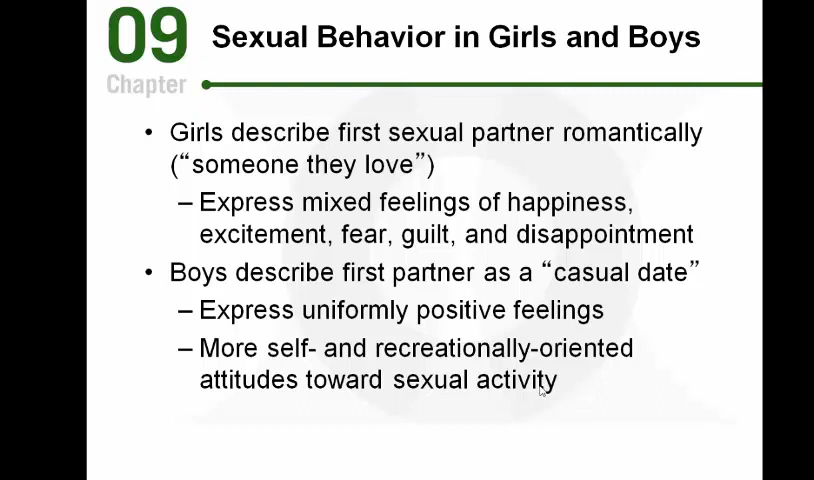 09
Chapter
Sexual Behavior in Girls and Boys
• Girls describe first sexual partner romantically
(“someone they love”)
– Express mixed feelings of happiness,
excitement, fear, guilt, and disappointment
• Boys describe first partner as a “casual date”
– Express uniformly positive feelings
– More self- and recreationally-oriented
attitudes toward sexual activity